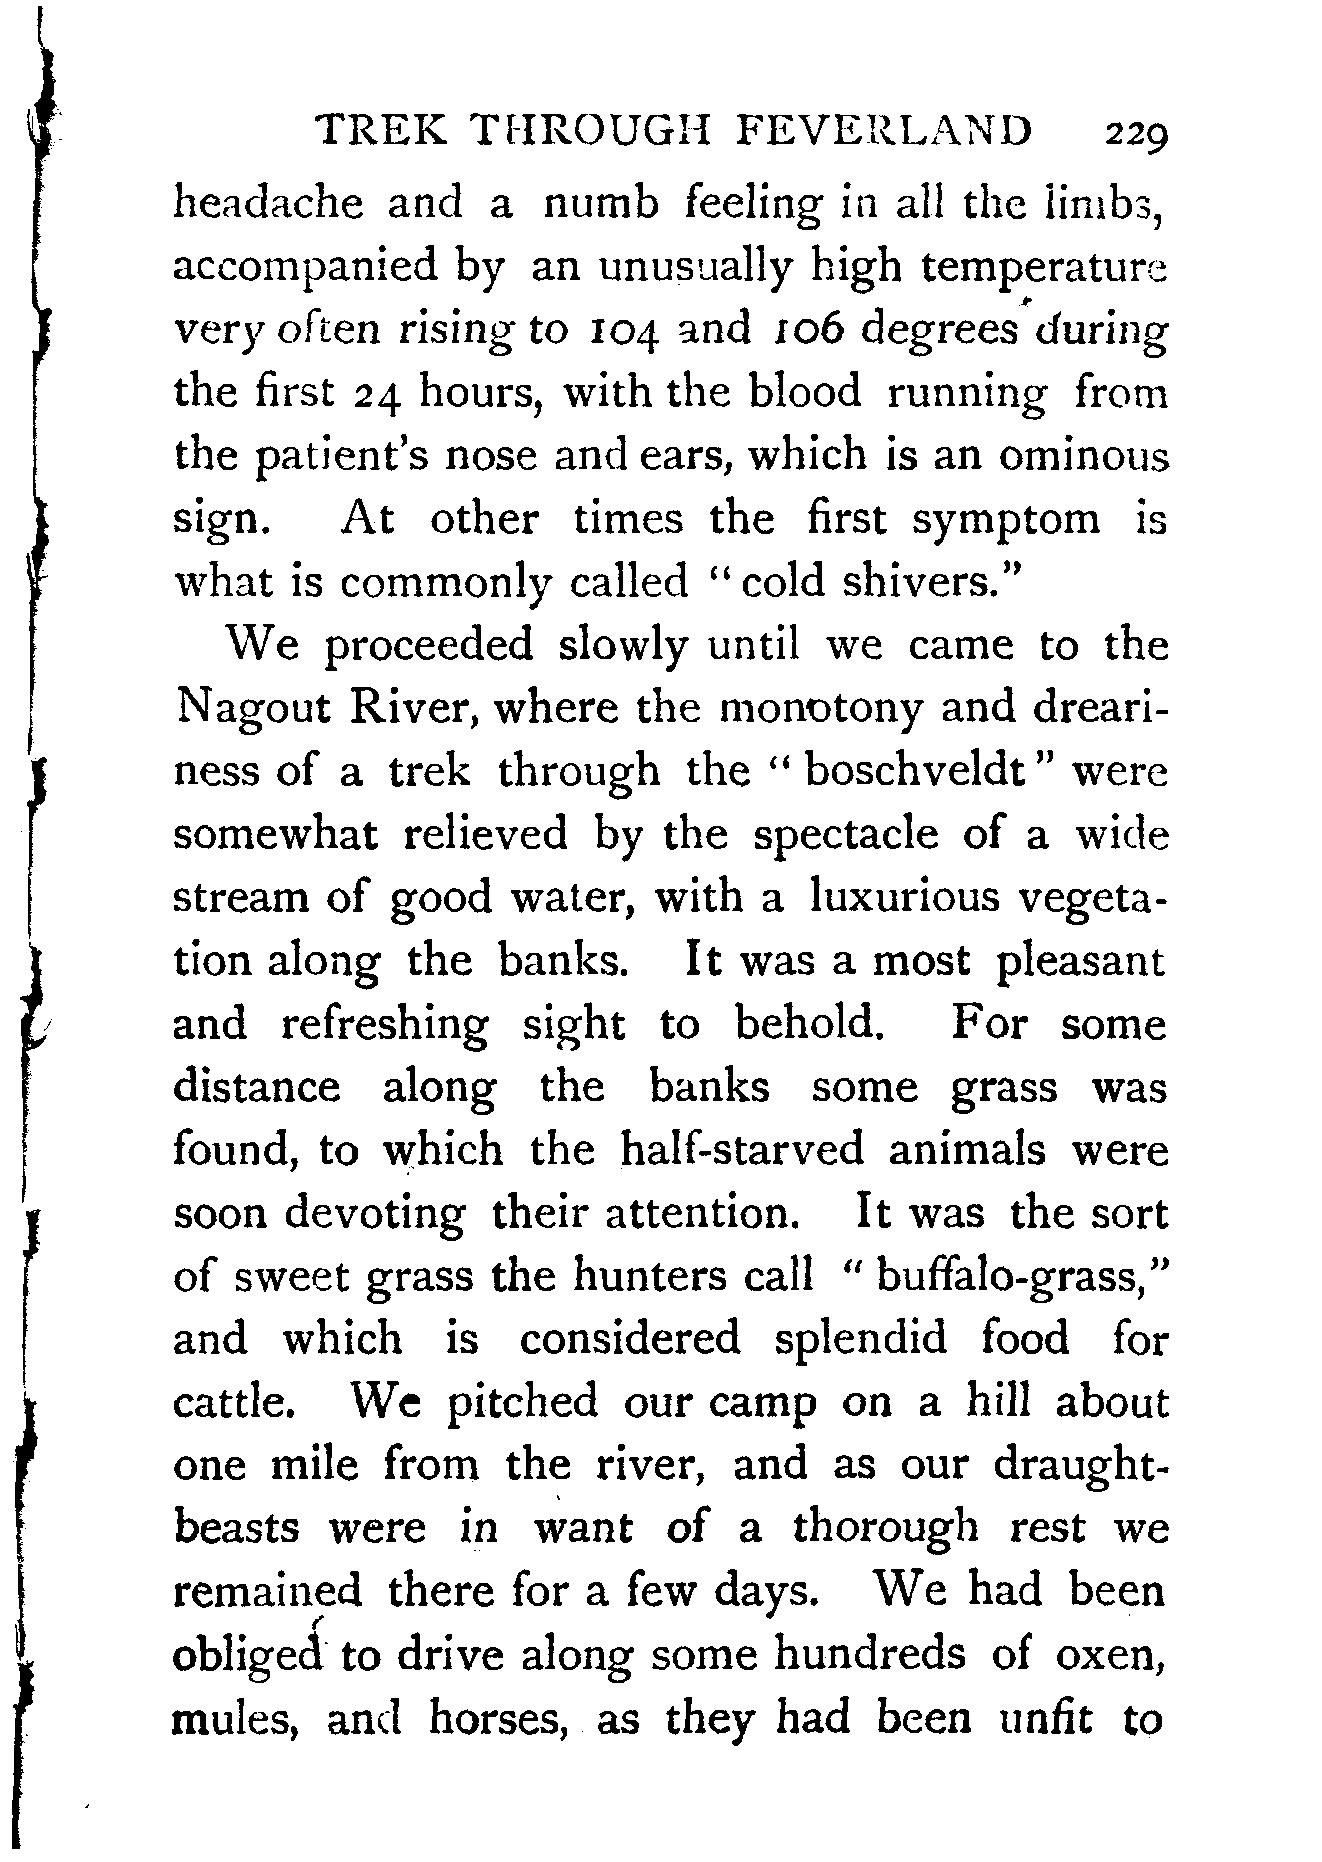 TREK THROUGH FEVERLAND 229
headache and a numb feeling in all the limbs,
accompanied by an unusually high temperature
very often rising to 104 and 106 degrees during
the first 24 hours, with the blood running from
the patient's nose and ears, which is an ominous
sign. At other times the first symptom is
what is commonly called "cold shivers."
We proceeded slowly until we came to the
Nagout River, where the monotony and dreari-
ness of a trek through the "boschveldt" were
somewhat relieved by the spectacle of a wide
stream of good water, with a luxurious vegeta-
tion along the banks. It was a most pleasant
and refreshing sight to behold. For some
distance along the banks some grass was
found, to which the half-starved animals were
soon devoting their attention. It was the sort
of sweet grass the hunters call "buffalo-grass,"
and which is considered splendid food for
cattle. We pitched our camp on a hill about
one mile from the river, and as our draught-
beasts were in want of a thorough rest we
remained there for a few days. We had been
obliged to drive along some hundreds of oxen,
mules, and horses, as they had been unfit to